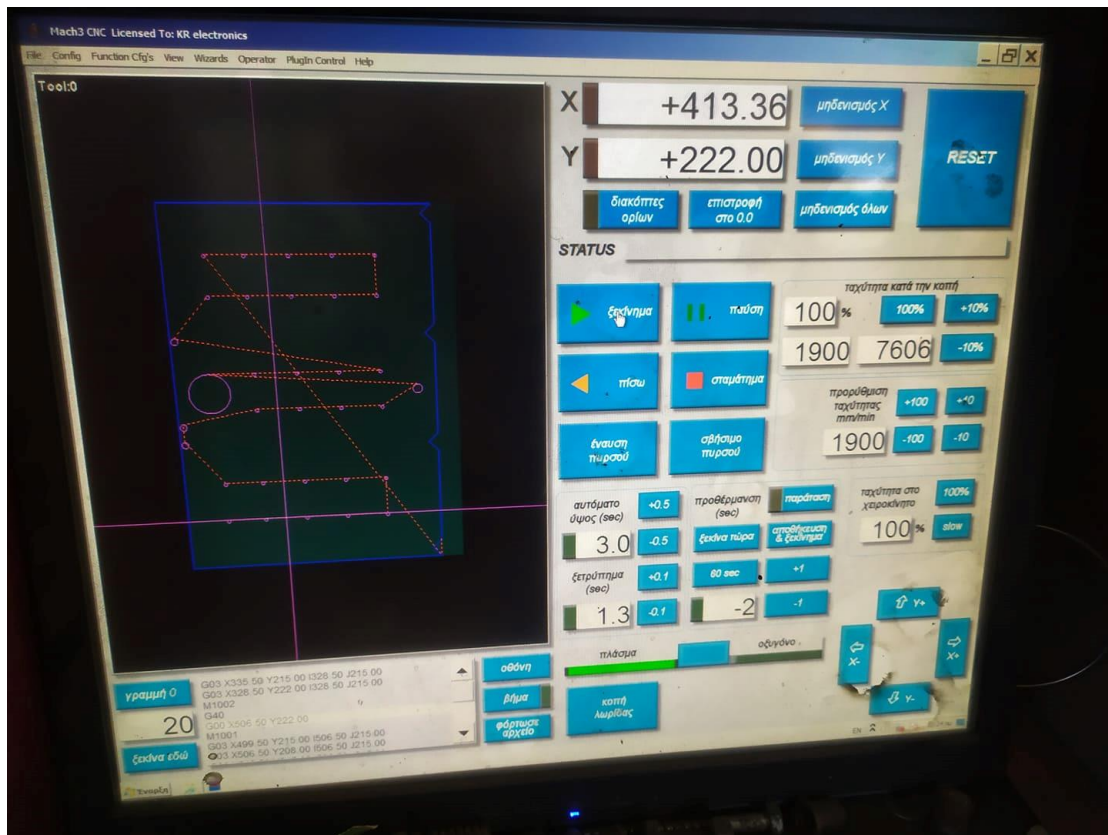 Mach3 CNC Licensed To: KR electronics
File Config Function Cfg's View Wizards Operator PlugIn Control Help
Tool:0
X +413.36 μηδενισμός X
Y +222.00 μηδενισμός Y
RESET
διακόπτες ορίων
επιστροφή στο 0.0
μηδενισμός όλων
STATUS
ξεκίνημα
παύση
πίσω
σταμάτημα
έναυση πυρσού
σβήσιμο πυρσού
ταχύτητα κατά την κοπή
100 % 100% +10%
1900 7606 -10%
προρύθμιση
ταχύτητας
mm/min
+100 +10
1900 -100 -10
αυτόματο
ύψος (sec)
+0.5
3.0 -0.5
ξετρύπημα
(sec)
+0.1
1.3 -0.1
προθέρμανση
(sec)
παράταση
ξεκίνα τώρα
αποθήκευση
& ξεκίνημα
60 sec +1
-2 -1
ταχύτητα στο
χειροκίνητο
100%
100 % slow
πλάσμα οξυγόνο
Y+
X-
X+
Y-
κοπή
λωρίδας
γραμμή 0
20
ξεκίνα εδώ
G03 X335.50 Y215.00 I328.50 J215.00
G03 X328.50 Y222.00 I328.50 J215.00
M1002
G40
G00 X506.50 Y222.00
M1001
G03 X499.50 Y215.00 I506.50 J215.00
G03 X506.50 Y208.00 I506.50 J215.00
οθόνη
βήμα
φόρτωσε
αρχείο
EN
Έναρξη